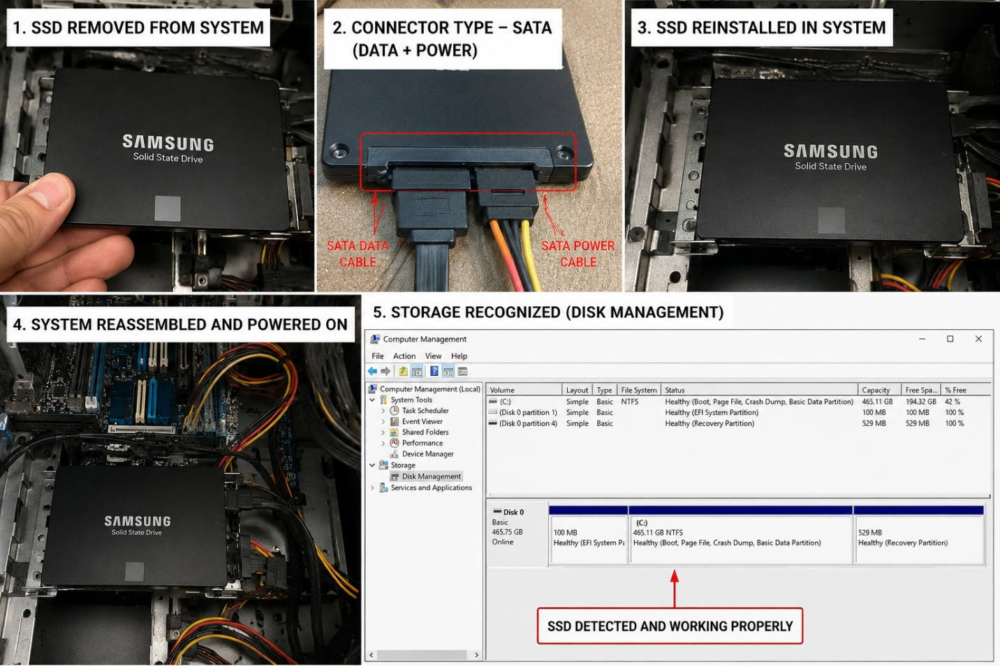 1. SSD REMOVED FROM SYSTEM
SAMSUNG
Solid State Drive
2. CONNECTOR TYPE – SATA
(DATA + POWER)
SATA DATA
CABLE
SATA POWER
CABLE
3. SSD REINSTALLED IN SYSTEM
SAMSUNG
Solid State Drive
4. SYSTEM REASSEMBLED AND POWERED ON
SAMSUNG
Solid State Drive
5. STORAGE RECOGNIZED (DISK MANAGEMENT)
Computer Management
File Action View Help
Computer Management (Local)
System Tools
Task Scheduler
Event Viewer
Shared Folders
Performance
Device Manager
Storage
Disk Management
Services and Applications
Volume Layout Type File System Status Capacity Free Spa... % Free
(C:) Simple Basic NTFS Healthy (Boot, Page File, Crash Dump, Basic Data Partition) 465.11 GB 194.32 GB 42 %
(Disk 0 partition 1) Simple Basic Healthy (EFI System Partition) 100 MB 100 MB 100 %
(Disk 0 partition 4) Simple Basic Healthy (Recovery Partition) 529 MB 529 MB 100 %
Disk 0
Basic
465.75 GB
Online
100 MB
Healthy (EFI System Pa
(C:)
465.11 GB NTFS
Healthy (Boot, Page File, Crash Dump, Basic Data Partition)
529 MB
Healthy (Recovery Partition)
SSD DETECTED AND WORKING PROPERLY